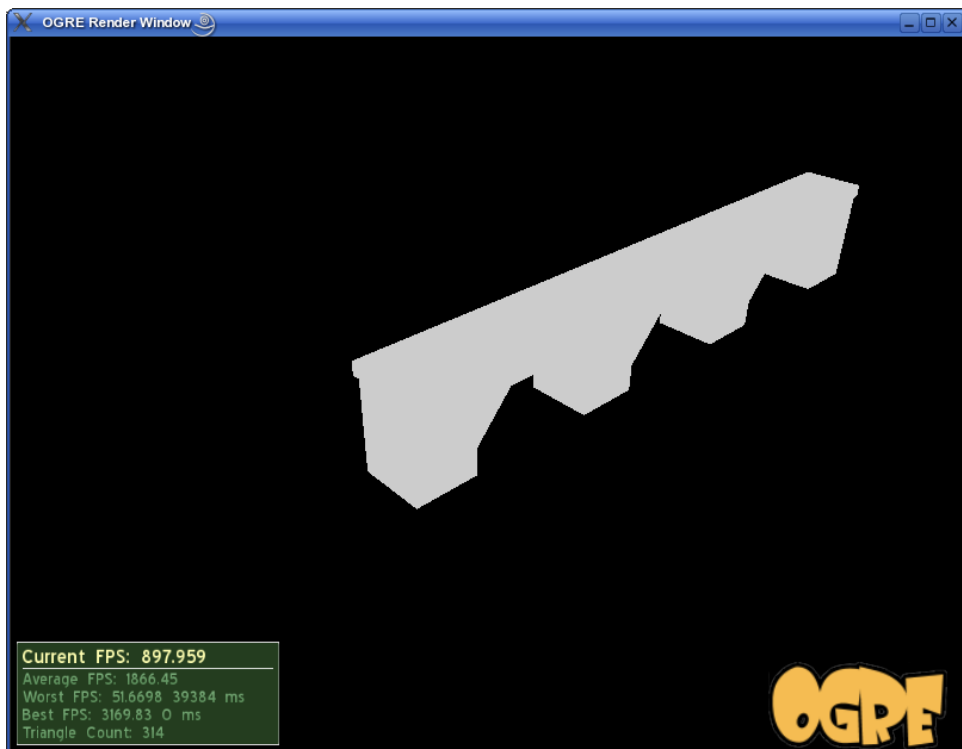 OGRE Render Window
Current FPS: 897.959
Average FPS: 1866.45
Worst FPS: 51.6698 39384 ms
Best FPS: 3169.83 0 ms
Triangle Count: 314
OGRE